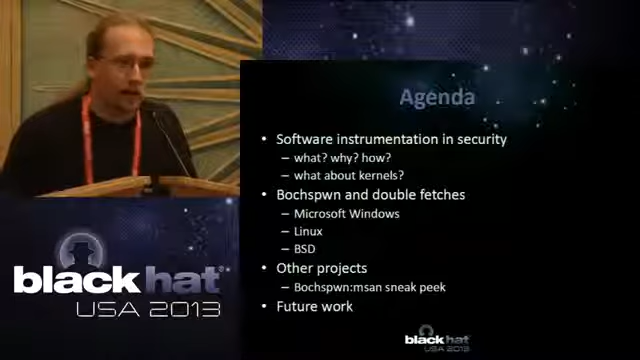 Agenda
• Software instrumentation in security
– what? why? how?
– what about kernels?
• Bochspwn and double fetches
– Microsoft Windows
– Linux
– BSD
• Other projects
– Bochspwn:msan sneak peek
• Future work
black hat®
USA 2013
black hat
USA 2013